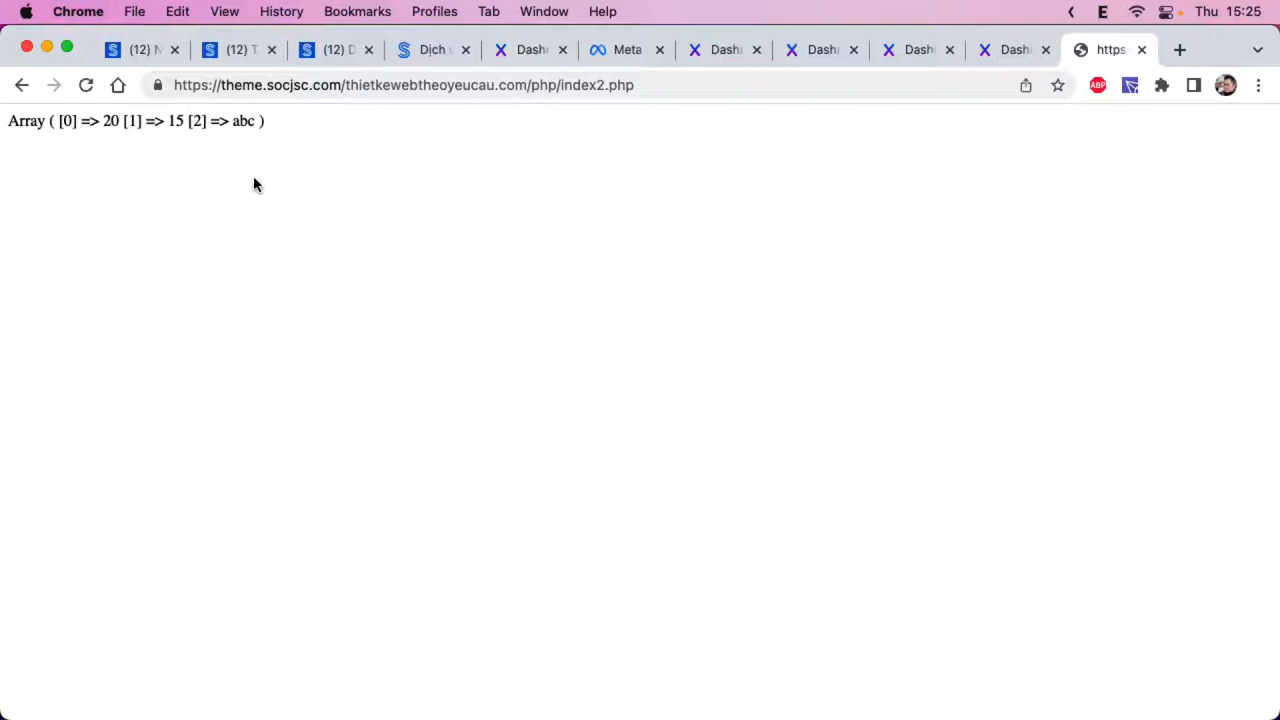 Chrome File Edit View History Bookmarks Profiles Tab Window Help E Thu 15:25
(12) N (12) T (12) D Dịch Dash Meta Dash Dash Dash Dash https
https://theme.socjsc.com/thietkewebtheoyeucau.com/php/index2.php ABP
Array ( [0] => 20 [1] => 15 [2] => abc )